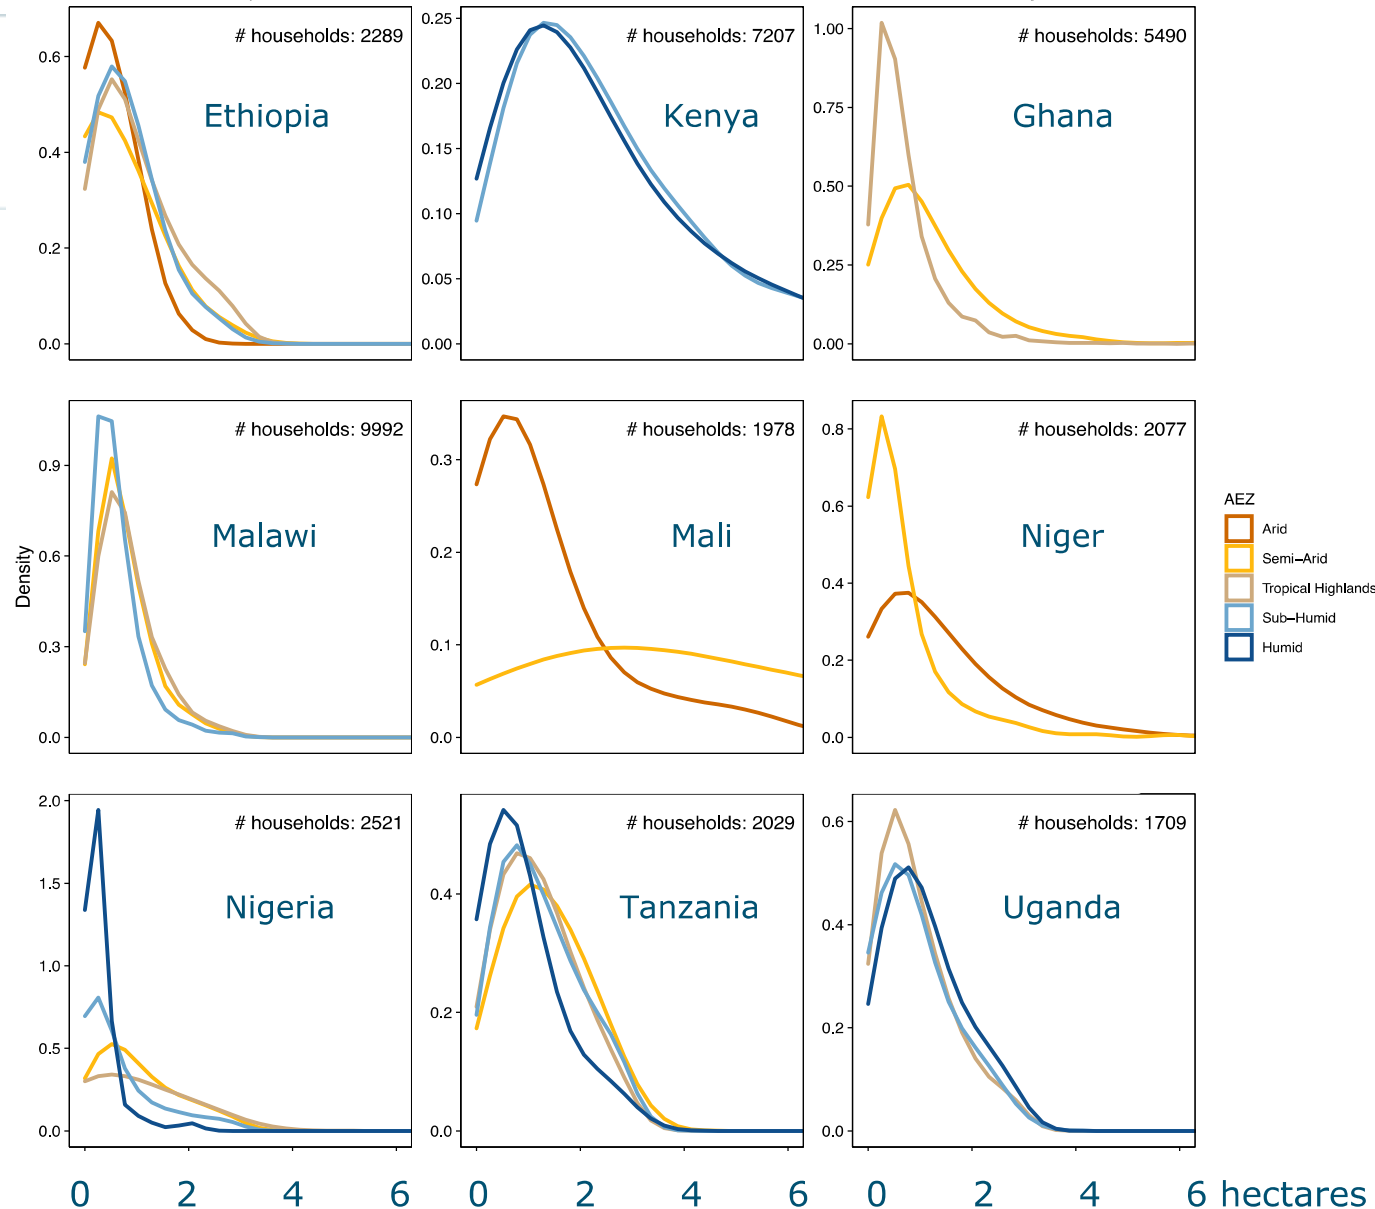 # households: 2289
Ethiopia
0.6
0.4
0.2
0.0
# households: 7207
Kenya
0.25
0.20
0.15
0.10
0.05
0.00
# households: 5490
Ghana
1.00
0.75
0.50
0.25
0.00
Density
# households: 9992
Malawi
0.9
0.6
0.3
0.0
# households: 1978
Mali
0.3
0.2
0.1
0.0
# households: 2077
Niger
0.8
0.6
0.4
0.2
0.0
AEZ
Arid
Semi−Arid
Tropical Highlands
Sub−Humid
Humid
# households: 2521
Nigeria
2.0
1.5
1.0
0.5
0.0
# households: 2029
Tanzania
0.4
0.2
0.0
# households: 1709
Uganda
0.6
0.4
0.2
0.0
0 2 4 6
0 2 4 6
0 2 4 6 hectares